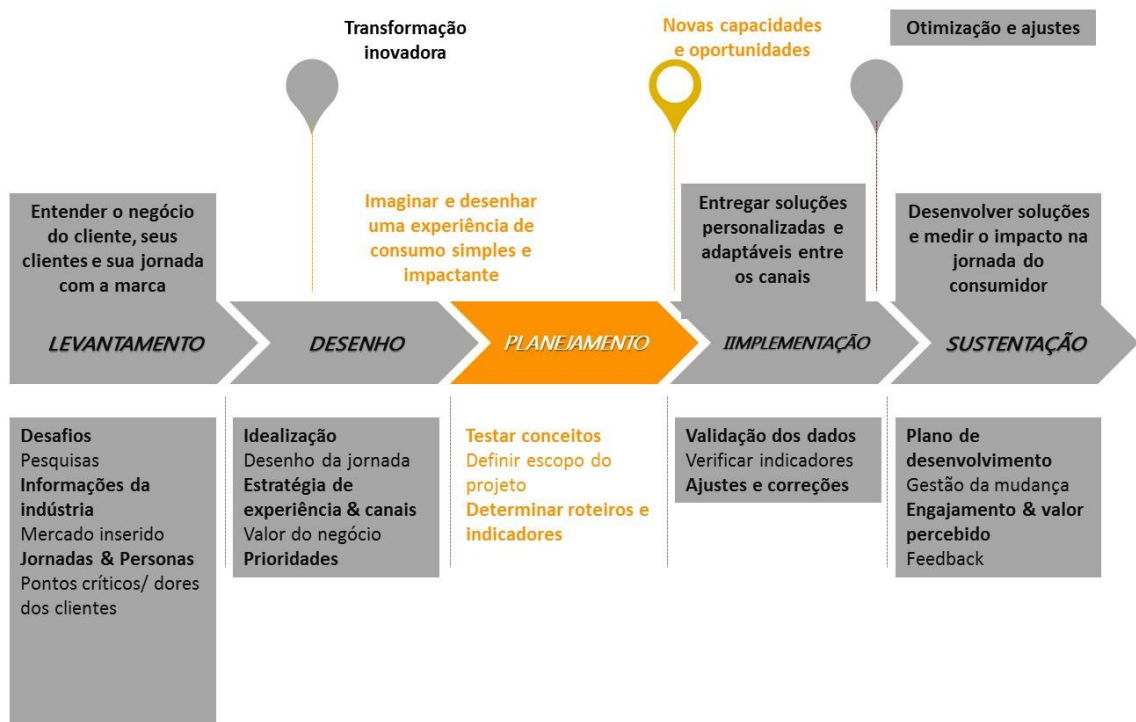 Transformação
inovadora
Novas capacidades
e oportunidades
Otimização e ajustes
Entender o negócio
do cliente, seus
clientes e sua jornada
com a marca
Imaginar e desenhar
uma experiência de
consumo simples e
impactante
Entregar soluções
personalizadas e
adaptáveis entre
os canais
Desenvolver soluções
e medir o impacto na
jornada do
consumidor
LEVANTAMENTO
DESENHO
PLANEJAMENTO
IIMPLEMENTAÇÃO
SUSTENTAÇÃO
Desafios
Pesquisas
Informações da
indústria
Mercado inserido
Jornadas & Personas
Pontos críticos/ dores
dos clientes
Idealização
Desenho da jornada
Estratégia de
experiência & canais
Valor do negócio
Prioridades
Testar conceitos
Definir escopo do
projeto
Determinar roteiros e
indicadores
Validação dos dados
Verificar indicadores
Ajustes e correções
Plano de
desenvolvimento
Gestão da mudança
Engajamento & valor
percebido
Feedback